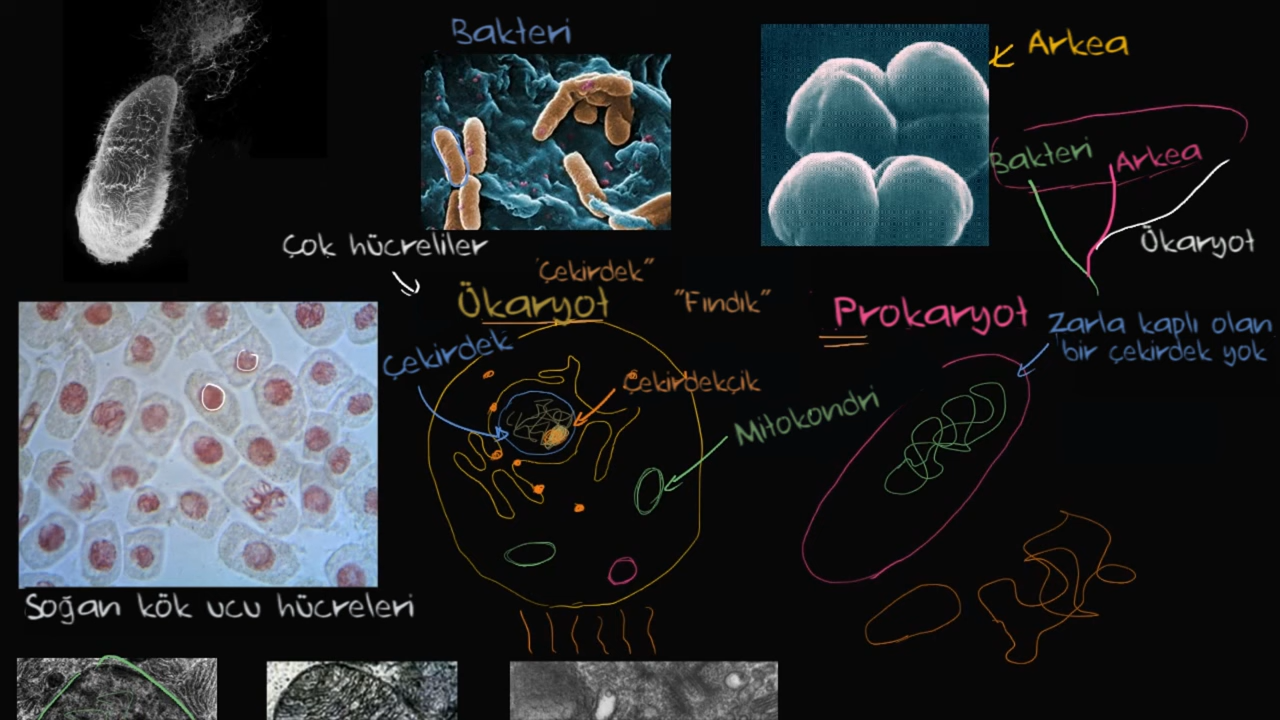 Bakteri
Arkea
Bakteri
Arkea
Ökaryot
Çok hücreliler
"Çekirdek"
Ökaryot
"Fındık"
Prokaryot
Zarla kaplı olan
bir çekirdek yok
Çekirdek
Çekirdekçik
Mitokondri
Soğan kök ucu hücreleri